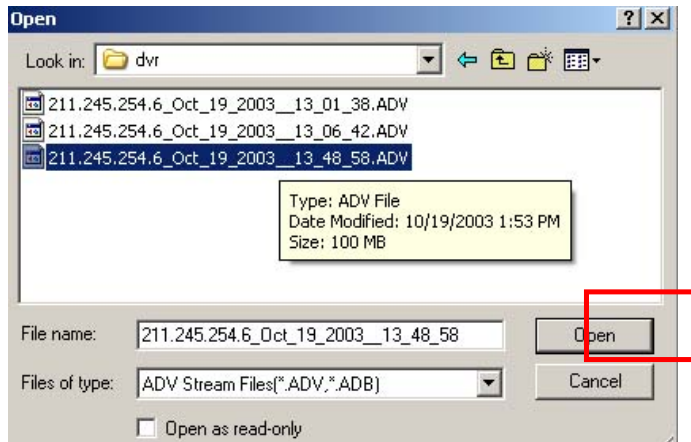 Open
Look in: dvr
211.245.254.6_Oct_19_2003__13_01_38.ADV
211.245.254.6_Oct_19_2003__13_06_42.ADV
211.245.254.6_Oct_19_2003__13_48_58.ADV
Type: ADV File
Date Modified: 10/19/2003 1:53 PM
Size: 100 MB
File name: 211.245.254.6_Oct_19_2003__13_48_58 Open
Files of type: ADV Stream Files(*.ADV,*.ADB) Cancel
Open as read-only